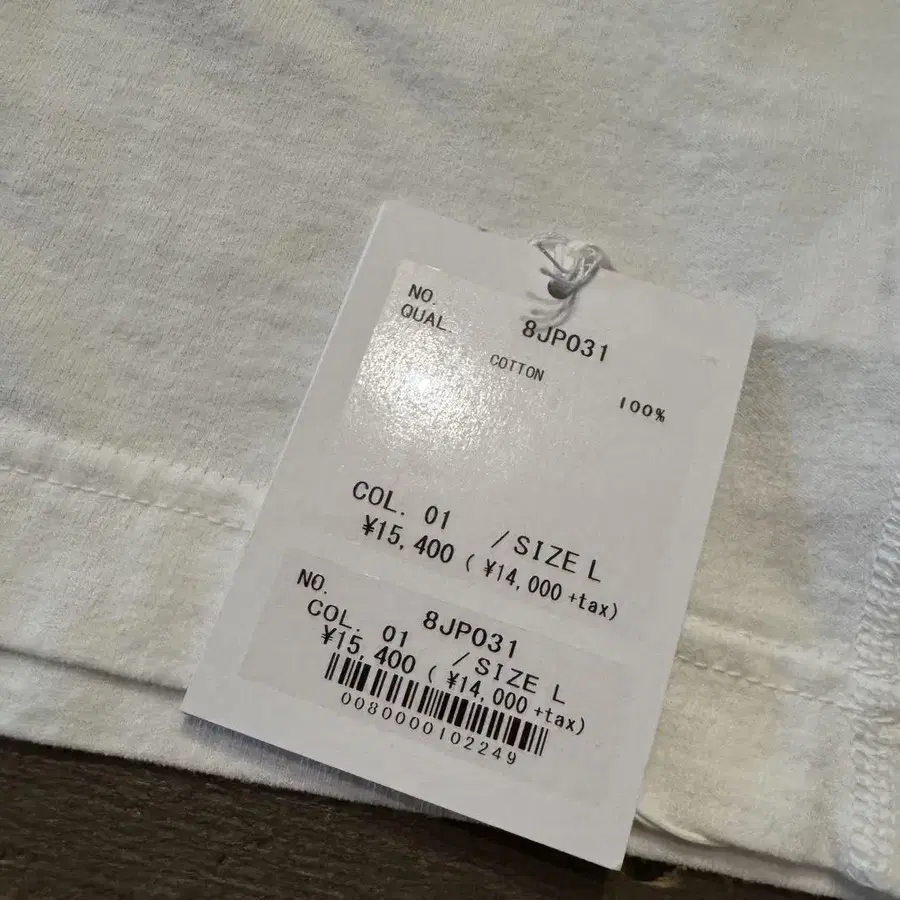 NO. 8JP031
QUAL.
COTTON 100%
COL. 01 /SIZE L
¥15,400 ( ¥14,000 +tax)
NO. 8JP031
COL. 01 /SIZE L
¥15,400 ( ¥14,000 +tax)
0080000102249